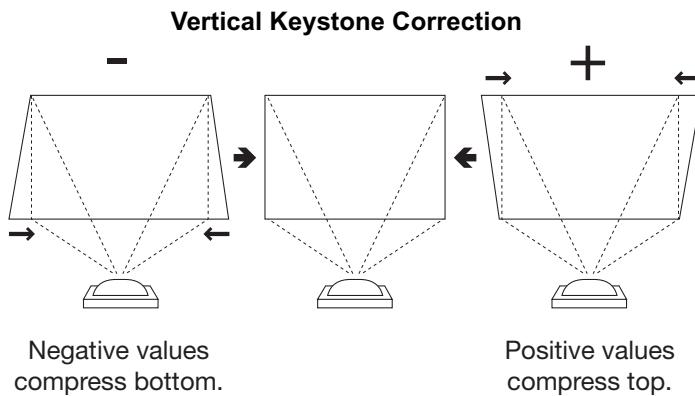 Vertical Keystone Correction
- +
Negative values
compress bottom.
Positive values
compress top.